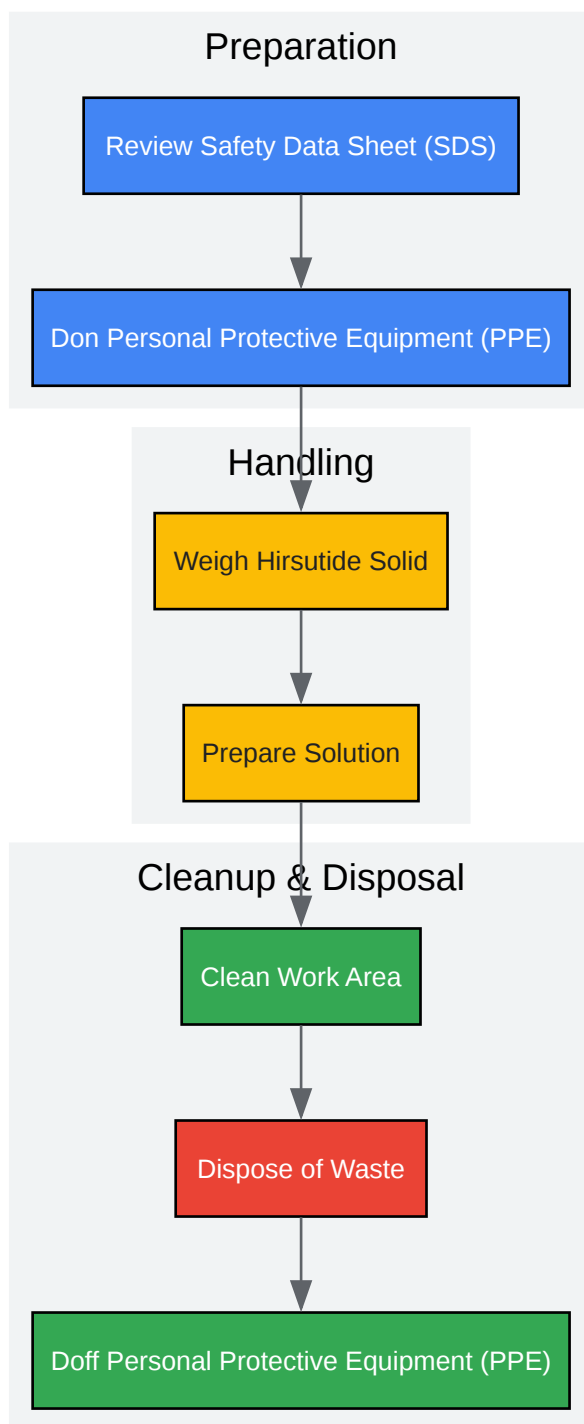 Preparation
Review Safety Data Sheet (SDS)
Don Personal Protective Equipment (PPE)
Handling
Weigh Hirsutide Solid
Prepare Solution
Cleanup & Disposal
Clean Work Area
Dispose of Waste
Doff Personal Protective Equipment (PPE)